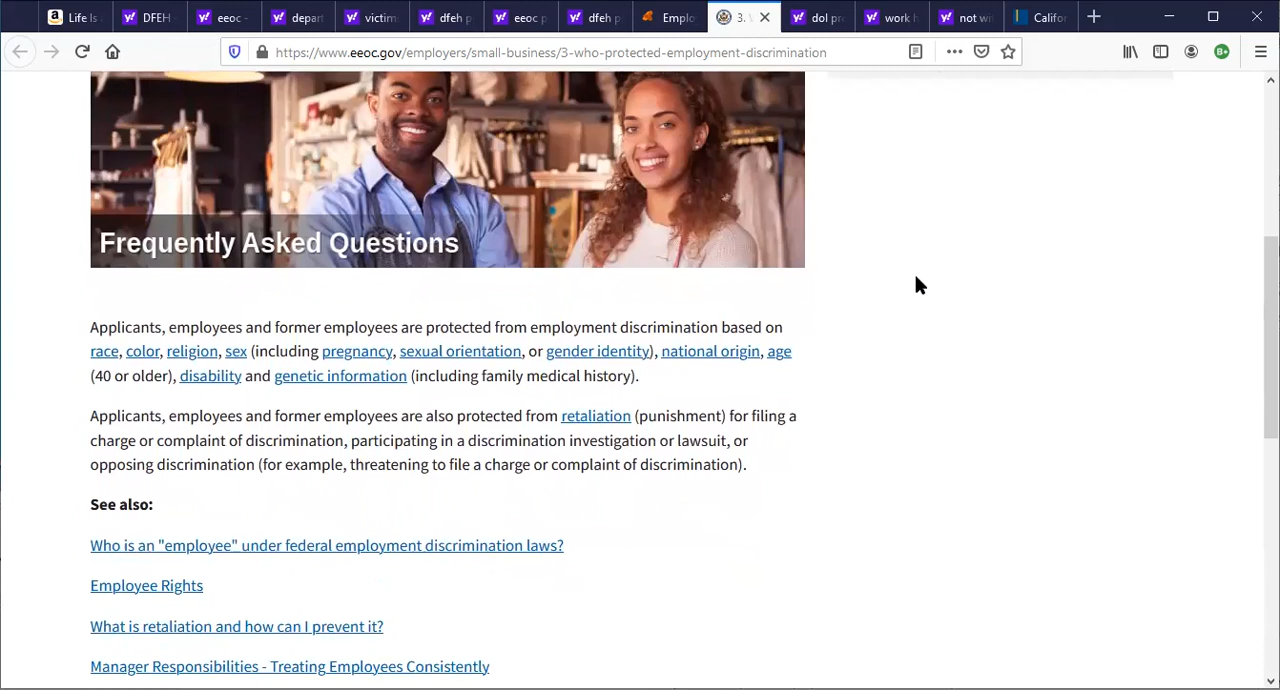 Life Is
DFEH
eeoc -
depart
victim
dfeh p
eeoc p
dfeh p
Emplo
3. W
dol pr
work h
not wi
Califo
https://www.eeoc.gov/employers/small-business/3-who-protected-employment-discrimination
Frequently Asked Questions
Applicants, employees and former employees are protected from employment discrimination based on
race, color, religion, sex (including pregnancy, sexual orientation, or gender identity), national origin, age
(40 or older), disability and genetic information (including family medical history).
Applicants, employees and former employees are also protected from retaliation (punishment) for filing a
charge or complaint of discrimination, participating in a discrimination investigation or lawsuit, or
opposing discrimination (for example, threatening to file a charge or complaint of discrimination).
See also:
Who is an "employee" under federal employment discrimination laws?
Employee Rights
What is retaliation and how can I prevent it?
Manager Responsibilities - Treating Employees Consistently